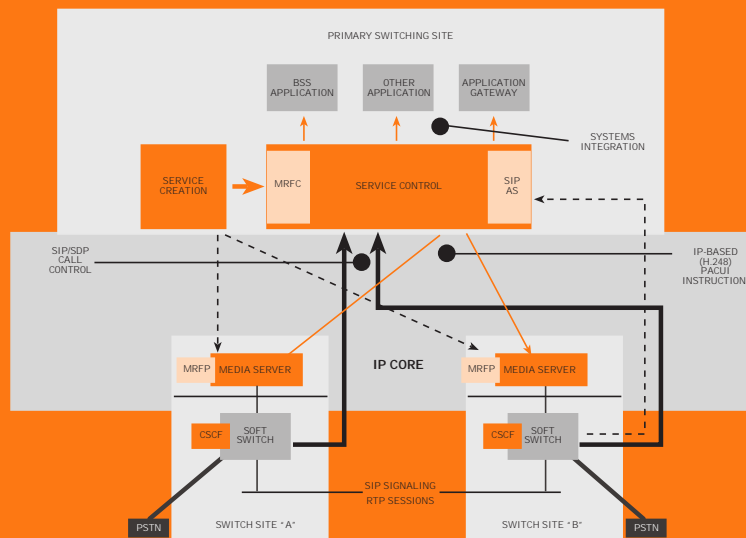 PRIMARY SWITCHING SITE
BSS
APPLICATION
OTHER
APPLICATION
APPLICATION
GATEWAY
SYSTEMS
INTEGRATION
SERVICE
CREATION
MRFC
SERVICE CONTROL
SIP
AS
SIP/SDP
CALL
CONTROL
IP-BASED
(H.248)
PACUI
INSTRUCTION
IP CORE
MRFP
MEDIA SERVER
MRFP
MEDIA SERVER
CSCF
SOFT
SWITCH
CSCF
SOFT
SWITCH
SIP SIGNALING
RTP SESSIONS
PSTN
SWITCH SITE "A"
SWITCH SITE "B"
PSTN